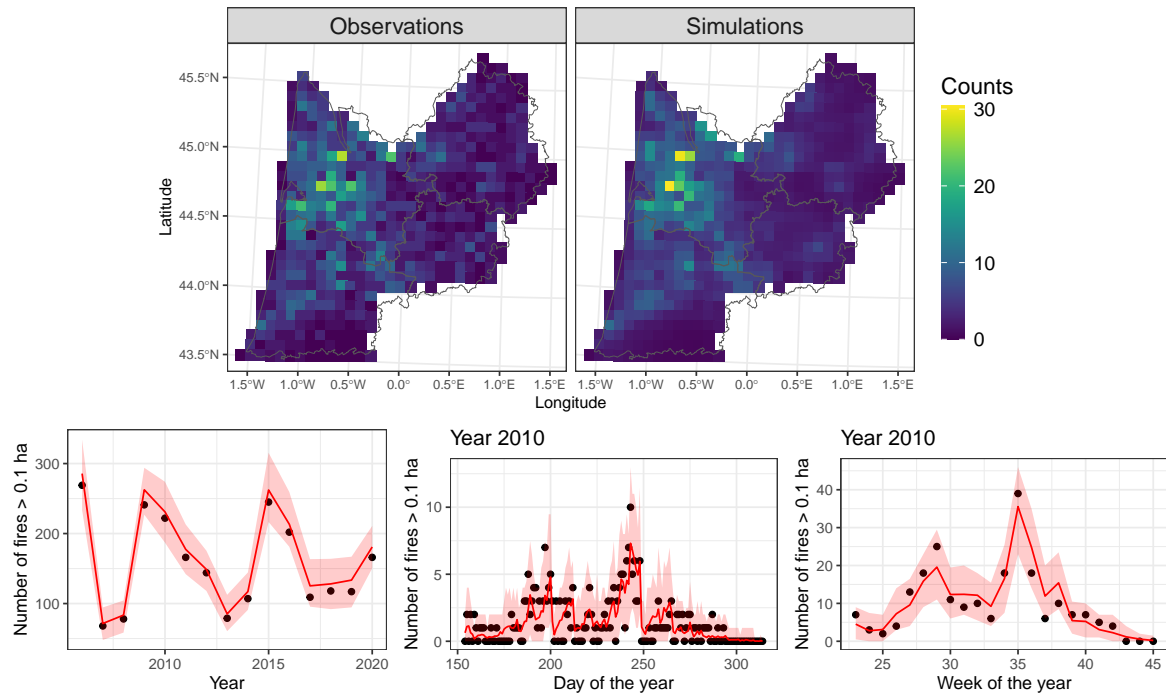 Observations
Simulations
45.5°N
45.0°N
44.5°N
44.0°N
43.5°N
Latitude
1.5°W 1.0°W 0.5°W 0.0° 0.5°E 1.0°E 1.5°E
1.5°W 1.0°W 0.5°W 0.0° 0.5°E 1.0°E 1.5°E
Longitude
Counts
30
20
10
0
Number of fires > 0.1 ha
300
200
100
2010 2015 2020
Year
Year 2010
Number of fires > 0.1 ha
10
5
0
150 200 250 300
Day of the year
Year 2010
Number of fires > 0.1 ha
40
30
20
10
0
25 30 35 40 45
Week of the year